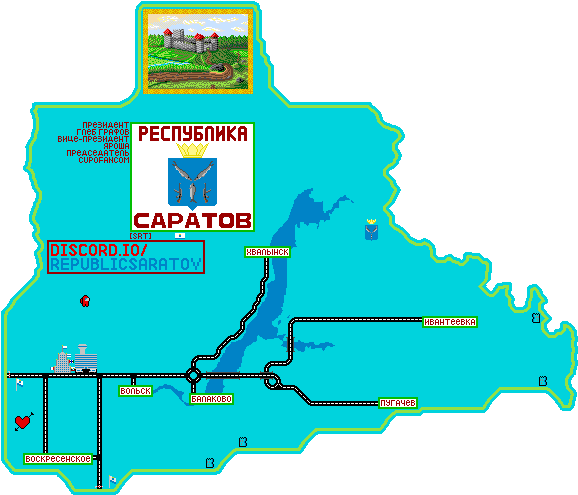 ПРЕЗИДЕНТ
ГЛЕБ ГРАФОВ
ВИЦЕ-ПРЕЗИДЕНТ
ЯРОША
ПРЕДСЕДАТЕЛЬ
CUPOFANCOM
РЕСПУБЛИКА
САРАТОВ
[SRT]
DISCORD.IO/
REPUBLICSARATOV
ХВАЛЫНСК
ИВАНТЕЕВКА
ВОЛЬСК
БАЛАКОВО
ПУГАЧЕВ
ВОСКРЕСЕНСКОЕ